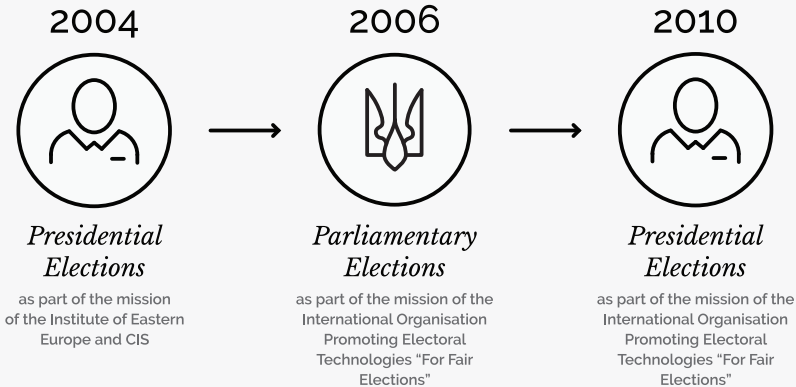 2004
Presidential
Elections
as part of the mission
of the Institute of Eastern
Europe and CIS
2006
Parliamentary
Elections
as part of the mission of the
International Organisation
Promoting Electoral
Technologies “For Fair
Elections”
2010
Presidential
Elections
as part of the mission of the
International Organisation
Promoting Electoral
Technologies “For Fair
Elections”